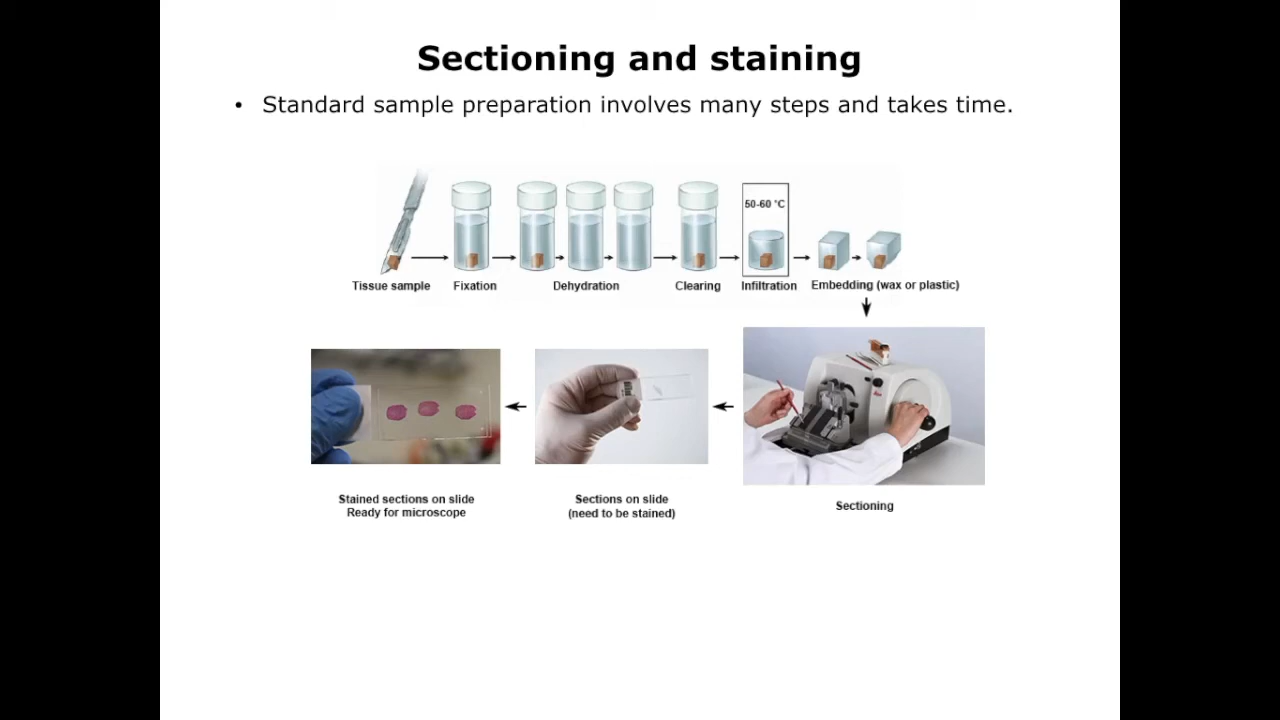 Sectioning and staining
• Standard sample preparation involves many steps and takes time.
50-60 °C
Tissue sample
Fixation
Dehydration
Clearing
Infiltration
Embedding (wax or plastic)
Stained sections on slide
Ready for microscope
Sections on slide
(need to be stained)
Sectioning